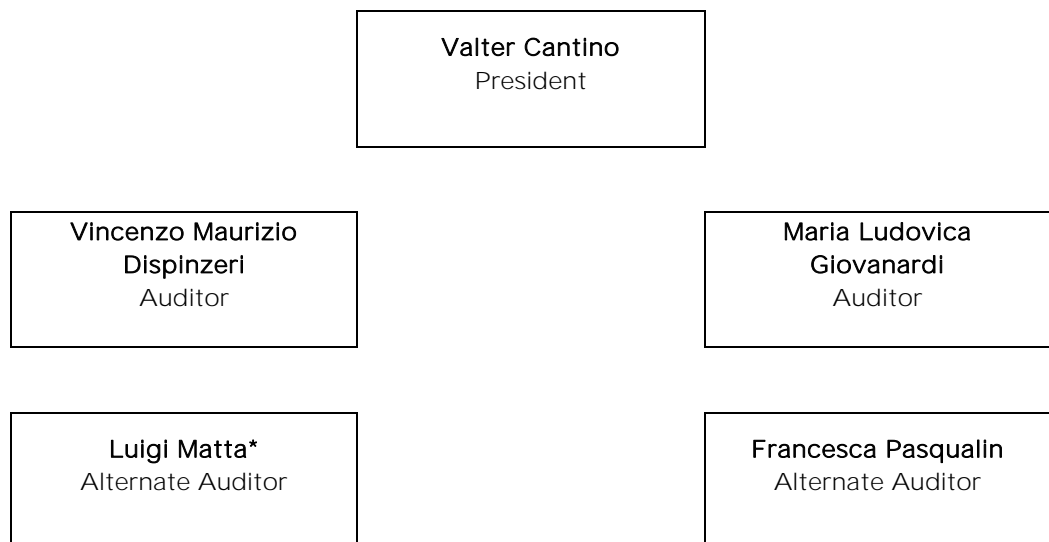 Valter Cantino
President
Vincenzo Maurizio
Dispinzeri
Auditor
Maria Ludovica
Giovanardi
Auditor
Luigi Matta*
Alternate Auditor
Francesca Pasqualin
Alternate Auditor